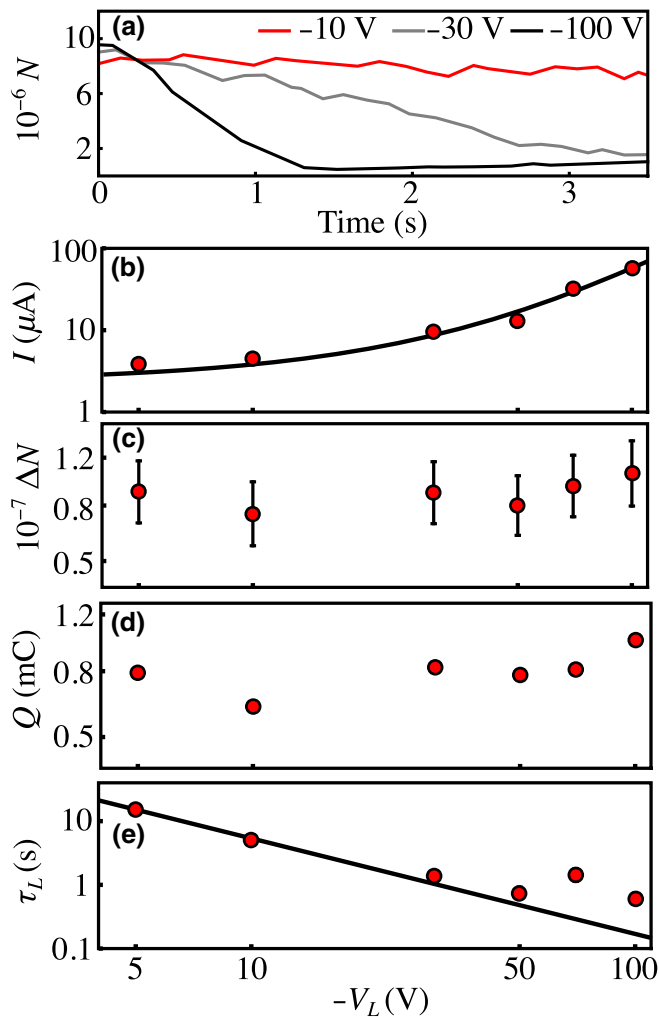 (a) –10 V –30 V –100 V
10
6
2
10⁻⁶ N
0 1 2 3
Time (s)
(b)
100
10
1
I (μA)
(c)
1.2
0.8
0.5
10⁻⁷ ΔN
(d)
1.2
0.8
0.5
Q (mC)
(e)
10
1
0.1
τL (s)
5 10 50 100
–VL (V)